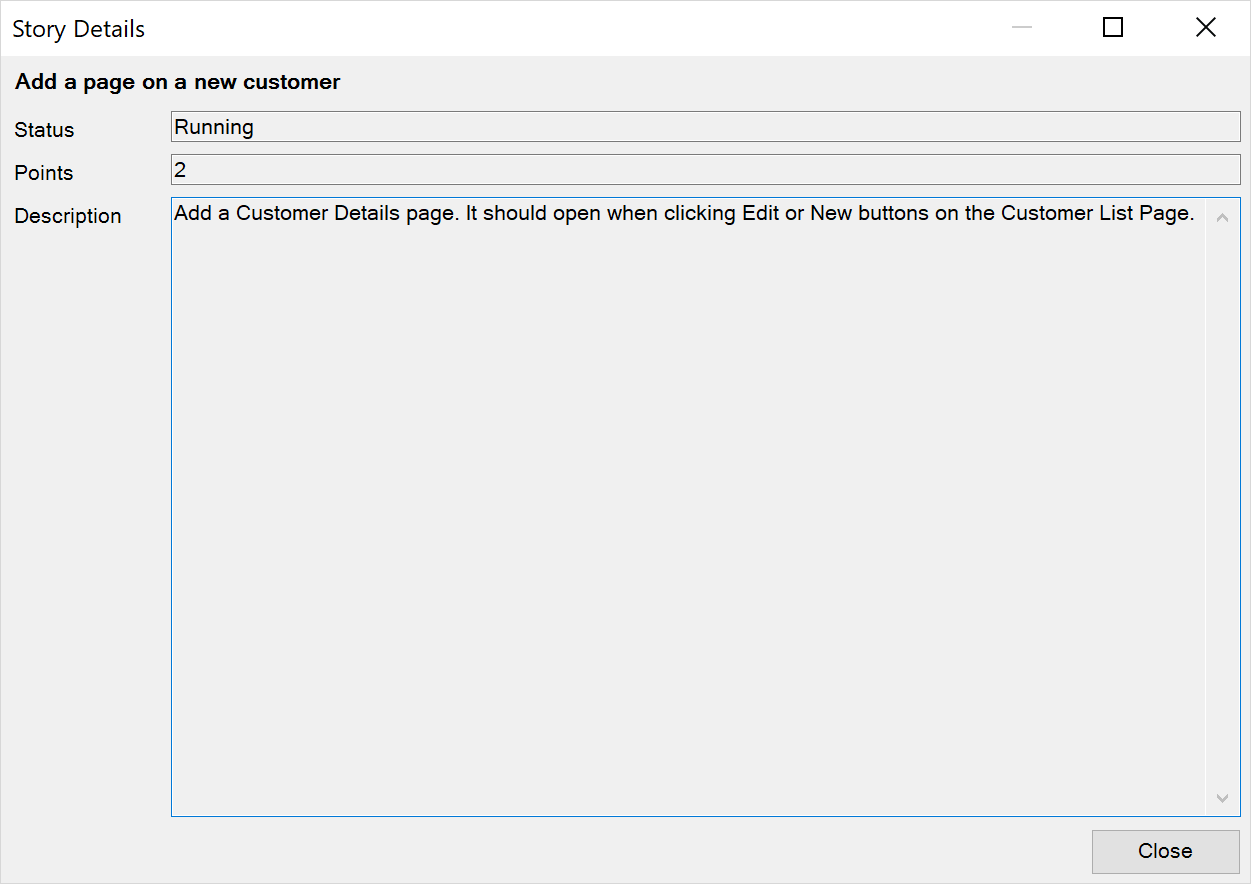 Story Details
Add a page on a new customer
Status
Running
Points
2
Description
Add a Customer Details page. It should open when clicking Edit or New buttons on the Customer List Page.
Close